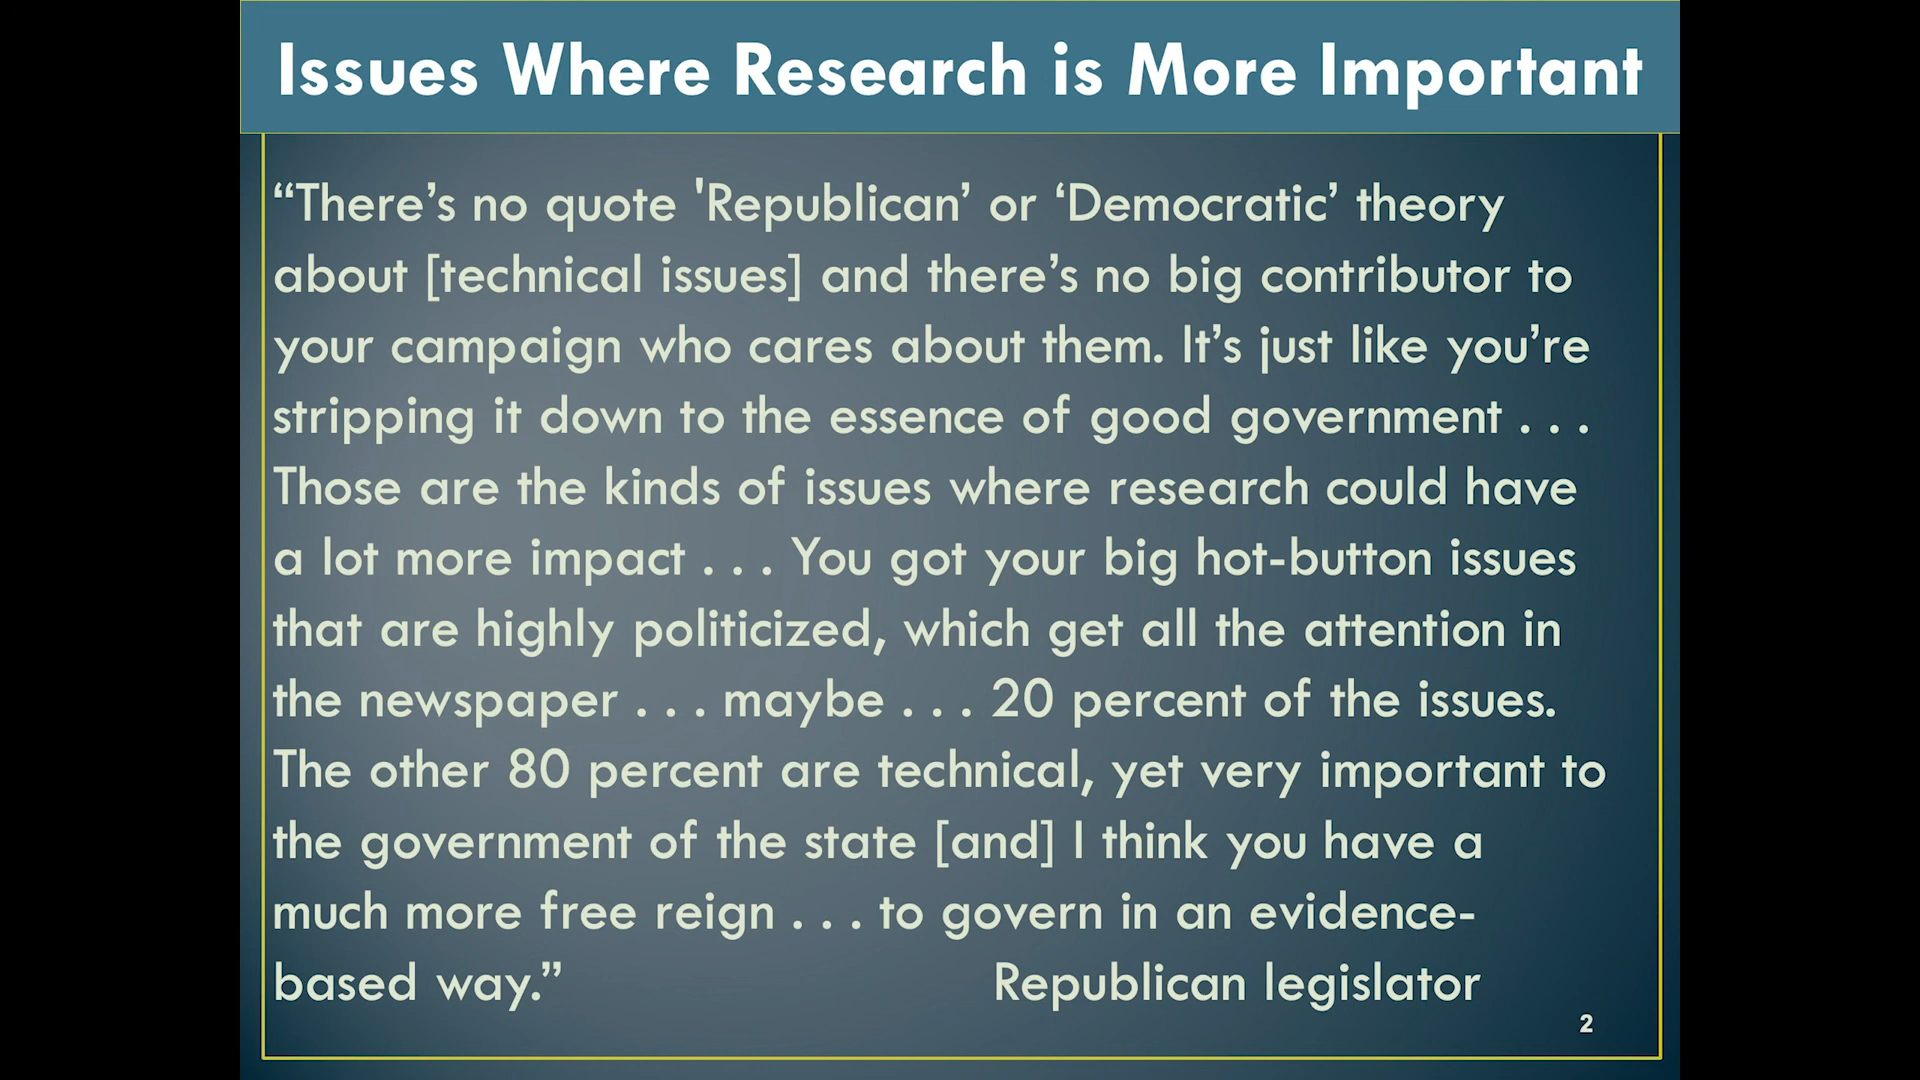 Issues Where Research is More Important
“There’s no quote 'Republican’ or ‘Democratic’ theory
about [technical issues] and there’s no big contributor to
your campaign who cares about them. It’s just like you’re
stripping it down to the essence of good government . . .
Those are the kinds of issues where research could have
a lot more impact . . . You got your big hot-button issues
that are highly politicized, which get all the attention in
the newspaper . . . maybe . . . 20 percent of the issues.
The other 80 percent are technical, yet very important to
the government of the state [and] I think you have a
much more free reign . . . to govern in an evidence-
based way.” Republican legislator
2